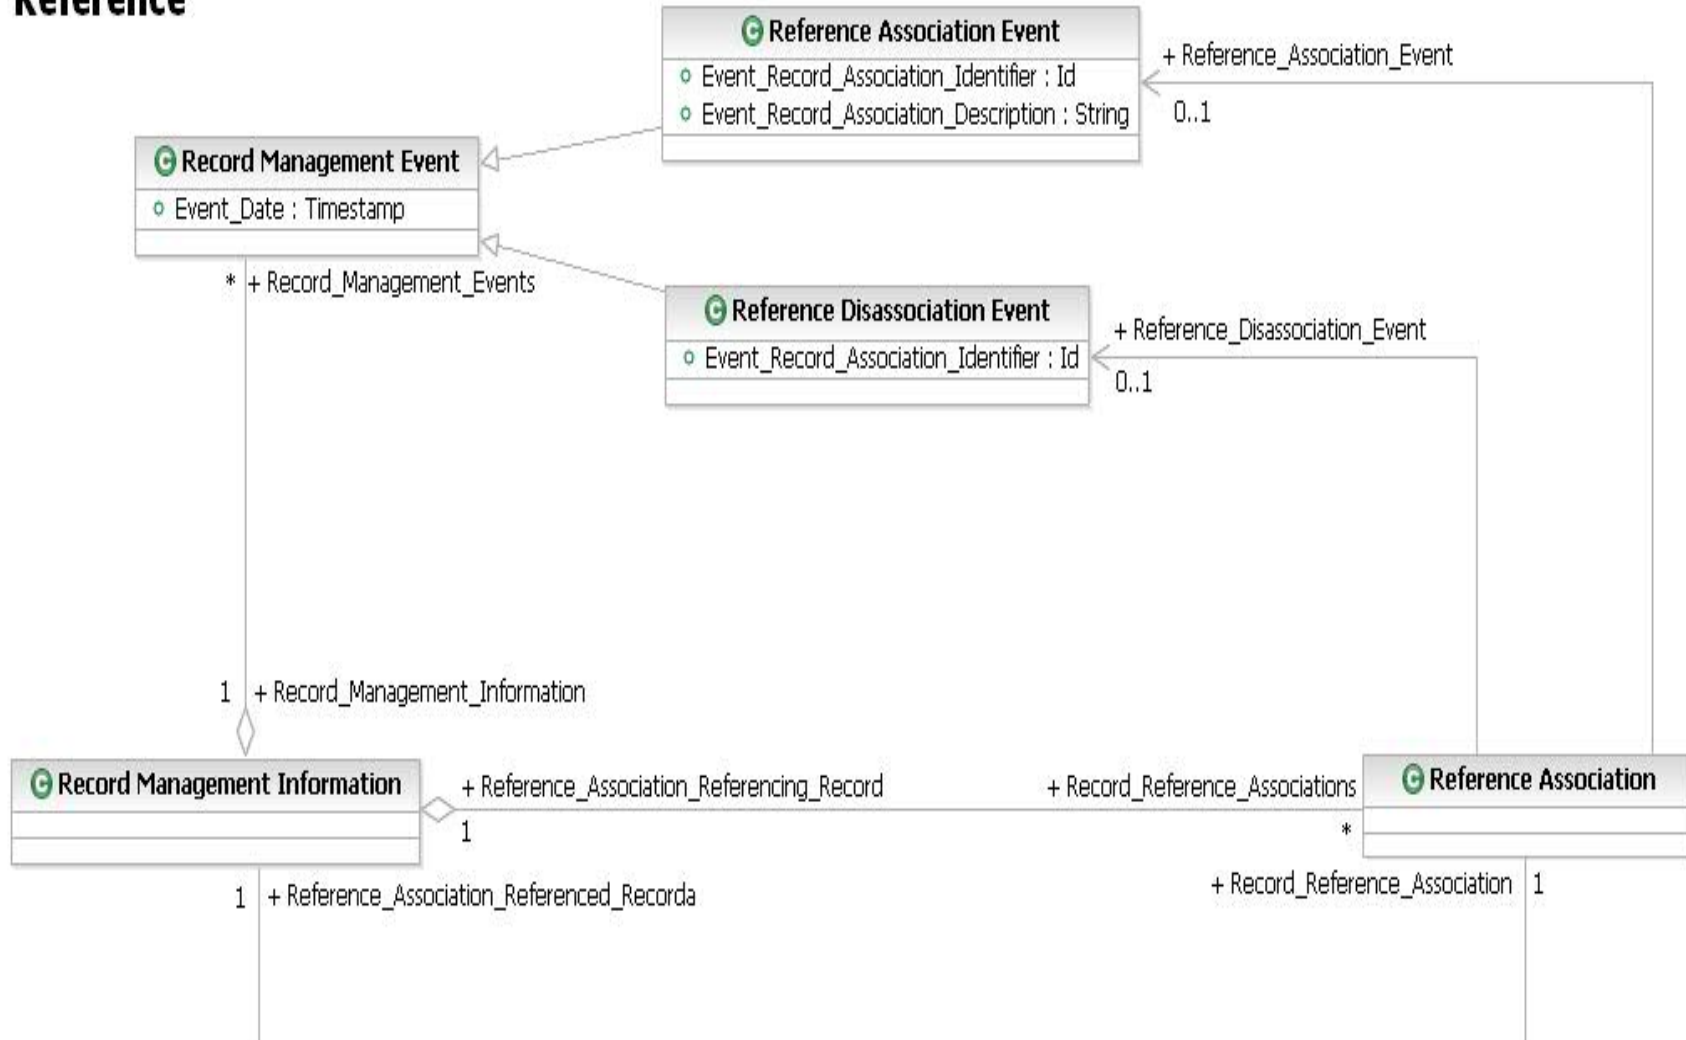 Reference
Reference Association Event
Event_Record_Association_Identifier : Id
Event_Record_Association_Description : String
+ Reference_Association_Event
0..1
Record Management Event
Event_Date : Timestamp
* + Record_Management_Events
Reference Disassociation Event
Event_Record_Association_Identifier : Id
+ Reference_Disassociation_Event
0..1
1 + Record_Management_Information
Record Management Information
+ Reference_Association_Referencing_Record
1
+ Record_Reference_Associations
*
Reference Association
1 + Reference_Association_Referenced_Recorda
+ Record_Reference_Association 1